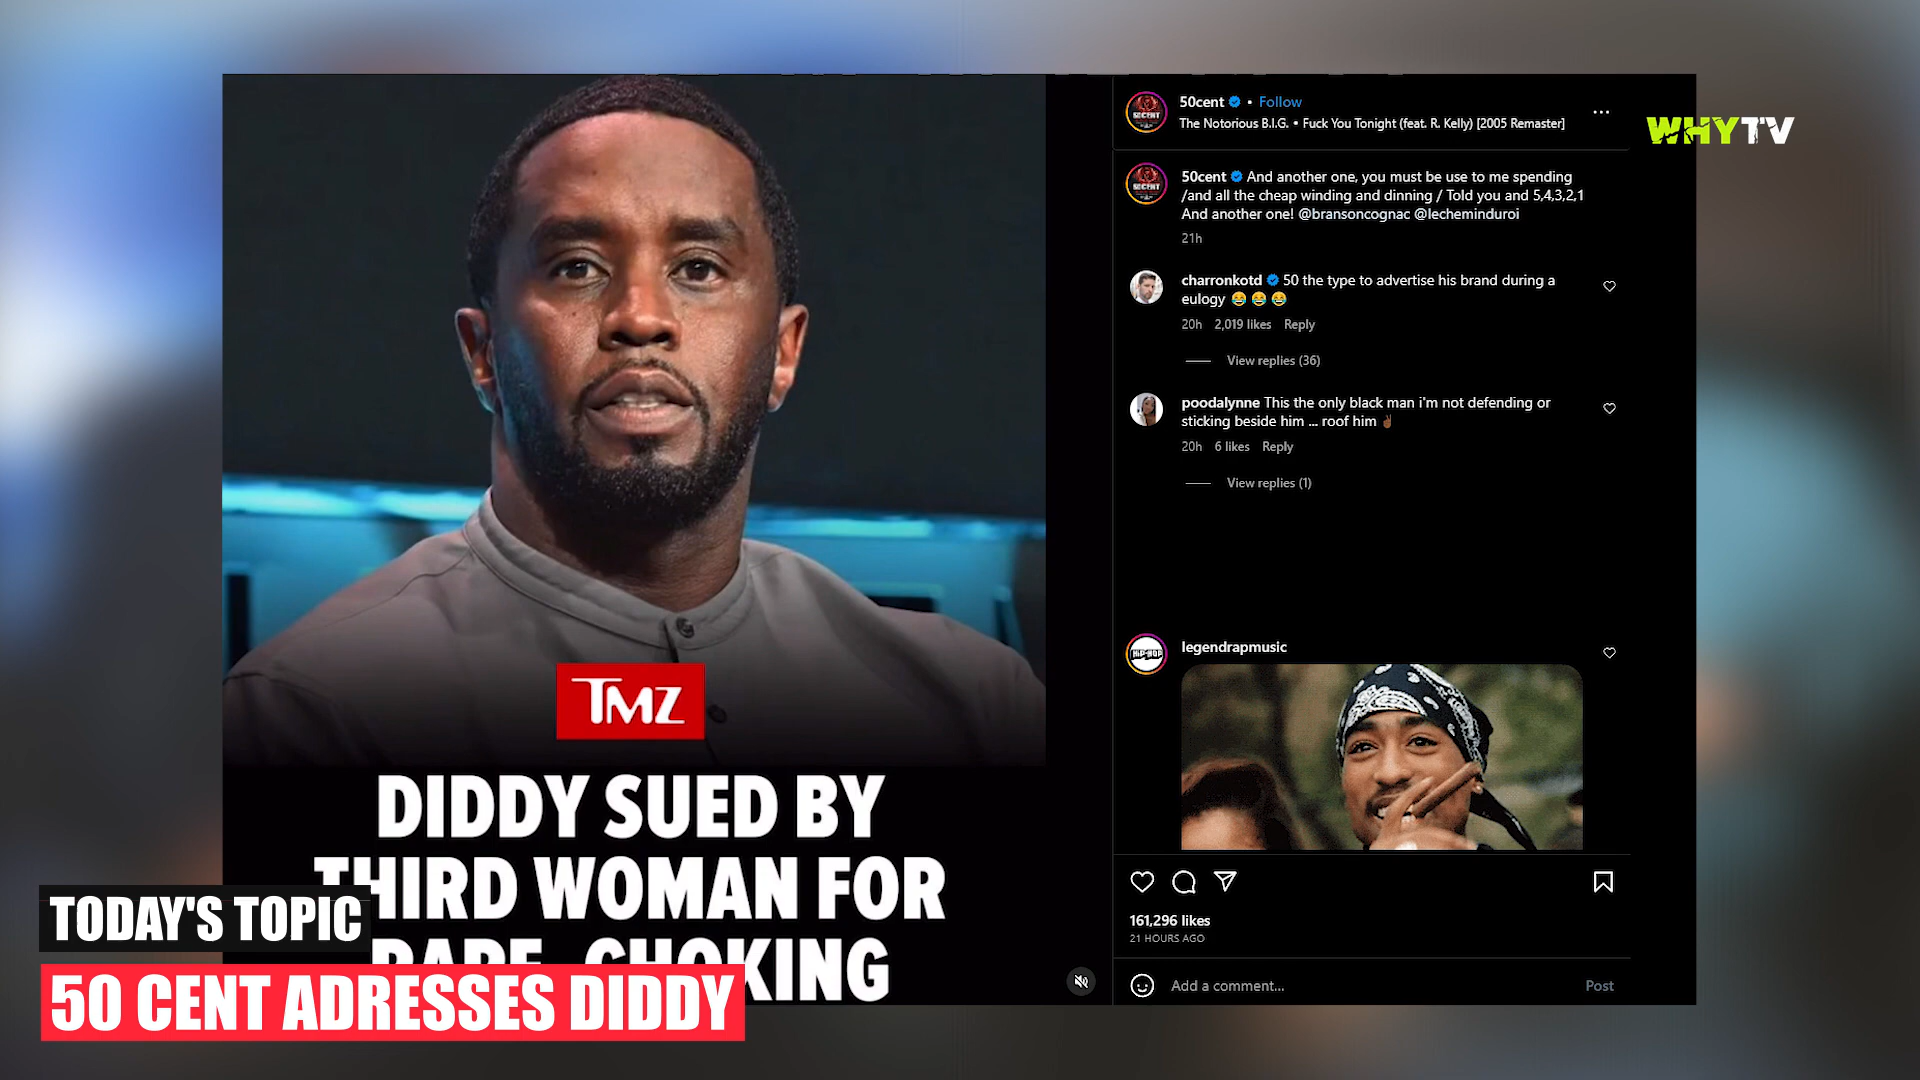 50cent • Follow
The Notorious B.I.G. • Fuck You Tonight (feat. R. Kelly) [2005 Remaster]
WHYTV
50cent And another one, you must be use to me spending
/and all the cheap winding and dinning / Told you and 5,4,3,2,1
And another one! @bransoncognac @lecheminduroi
21h
charronkotd 50 the type to advertise his brand during a
eulogy 😂 😂 😂
20h 2,019 likes Reply
View replies (36)
poodalynne This the only black man i'm not defending or
sticking beside him ... roof him ✌🏾
20h 6 likes Reply
View replies (1)
legendrapmusic
HIP-HOP
161,296 likes
21 HOURS AGO
Add a comment... Post
TMZ
DIDDY SUED BY
THIRD WOMAN FOR
RAPE, CHOKING
TODAY'S TOPIC
50 CENT ADRESSES DIDDY